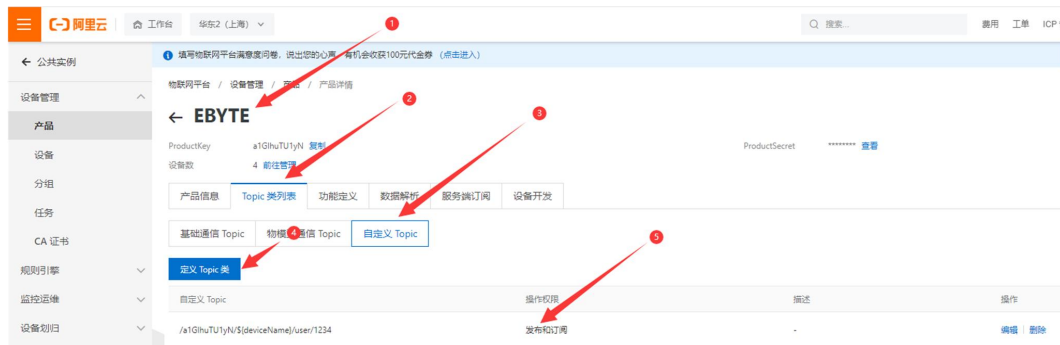 阿里云 工作台 华东2（上海） 1 搜索... 费用 工单 ICP
公共实例 填写物联网平台满意度问卷，说出您的心声，有机会收获100元代金券（点击进入）
物联网平台 / 设备管理 / 产品 / 产品详情
设备管理 2
EBYTE 3
产品
ProductKey a1GlhuTU1yN 复制 ProductSecret ******** 查看
设备 设备数 4 前往管理
分组 产品信息 Topic 类列表 功能定义 数据解析 服务端订阅 设备开发
任务
基础通信 Topic 物模型通信 Topic 自定义 Topic 4 5
CA 证书
规则引擎 定义 Topic 类
监控运维 自定义 Topic 操作权限 描述 操作
设备划归 /a1GlhuTU1yN/${deviceName}/user/1234 发布和订阅 - 编辑 删除